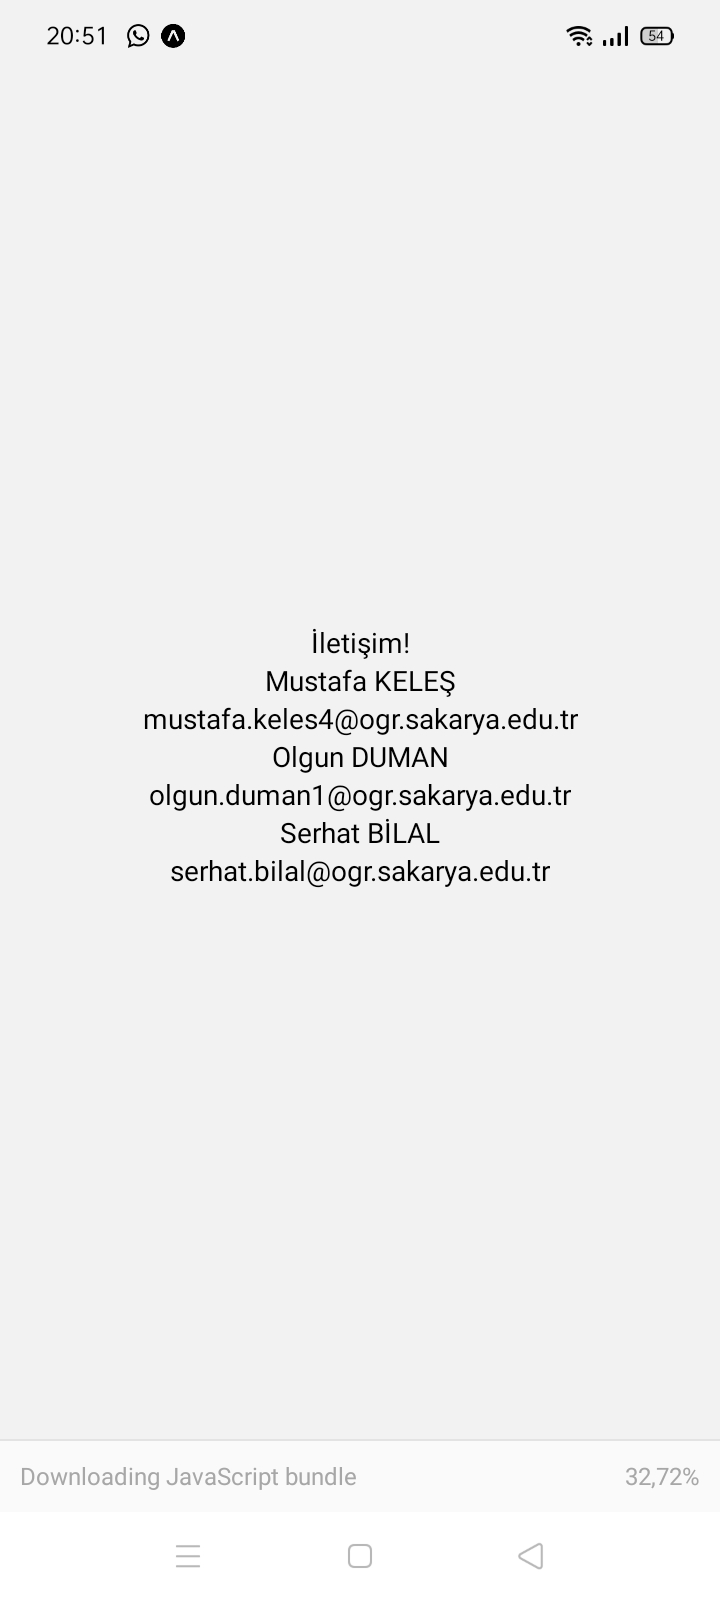 20:51
54
İletişim!
Mustafa KELEŞ
mustafa.keles4@ogr.sakarya.edu.tr
Olgun DUMAN
olgun.duman1@ogr.sakarya.edu.tr
Serhat BİLAL
serhat.bilal@ogr.sakarya.edu.tr
Downloading JavaScript bundle 32,72%